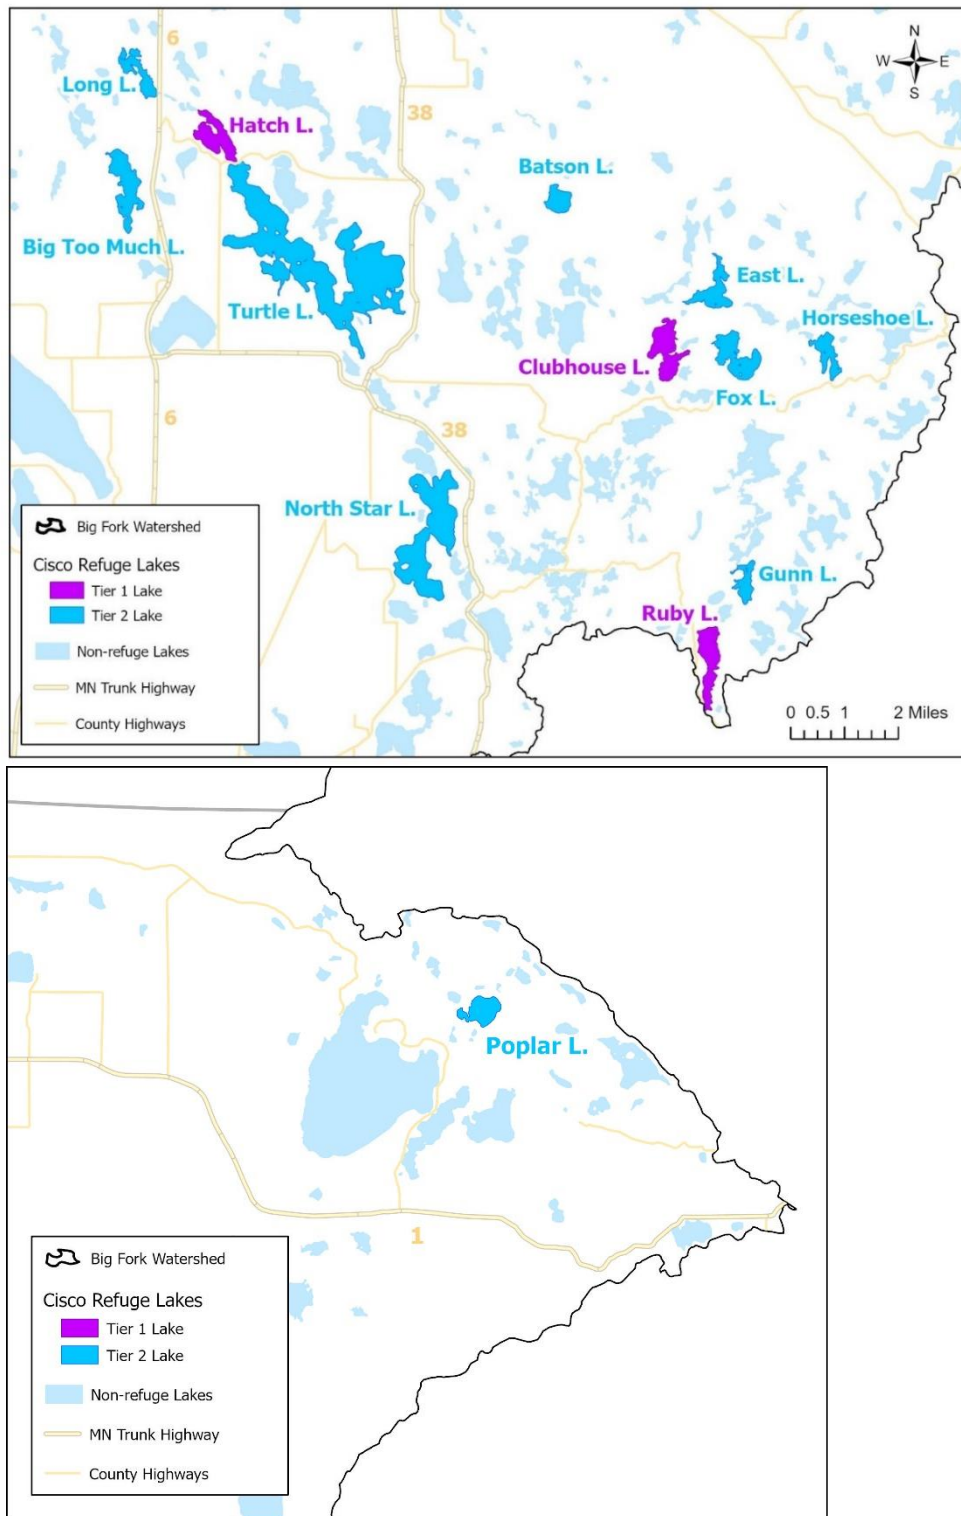 6
N
Long L.
W E
S
Hatch L.
38
Batson L.
Big Too Much L.
East L.
Turtle L.
Horseshoe L.
Clubhouse L.
Fox L.
6
38
North Star L.
Big Fork Watershed
Cisco Refuge Lakes
Tier 1 Lake
Tier 2 Lake
Non-refuge Lakes
MN Trunk Highway
County Highways
Gunn L.
Ruby L.
0 0.5 1 2 Miles
Poplar L.
1
Big Fork Watershed
Cisco Refuge Lakes
Tier 1 Lake
Tier 2 Lake
Non-refuge Lakes
MN Trunk Highway
County Highways